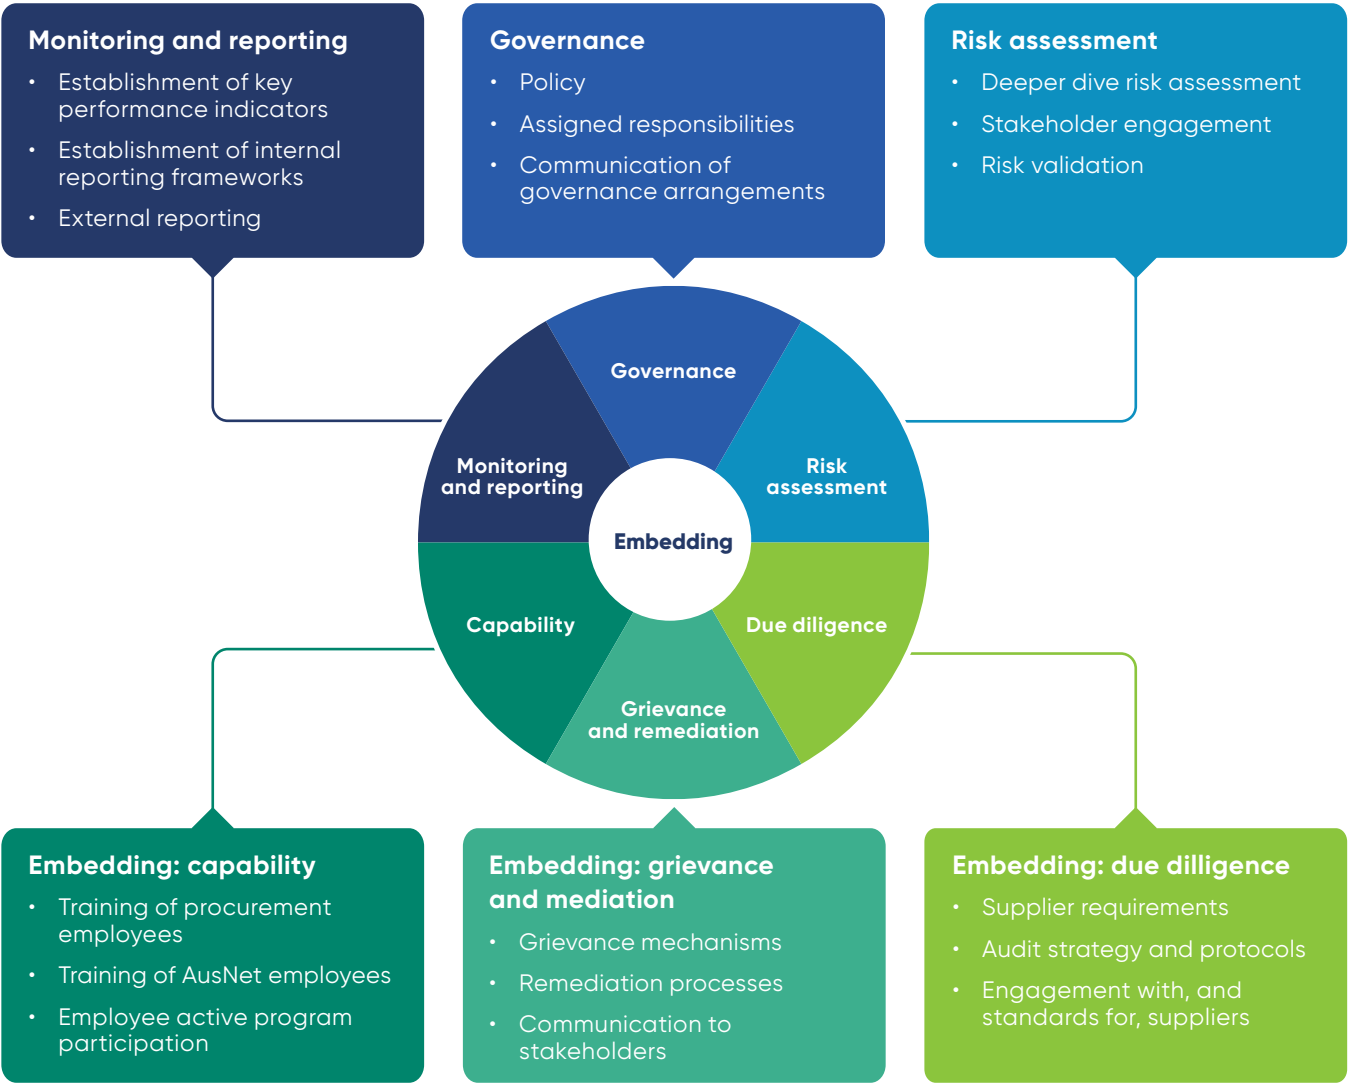 Monitoring and reporting
• Establishment of key
performance indicators
• Establishment of internal
reporting frameworks
• External reporting
Governance
• Policy
• Assigned responsibilities
• Communication of
governance arrangements
Risk assessment
• Deeper dive risk assessment
• Stakeholder engagement
• Risk validation
Governance
Monitoring
and reporting
Risk
assessment
Embedding
Capability
Due diligence
Grievance
and remediation
Embedding: capability
• Training of procurement
employees
• Training of AusNet employees
• Employee active program
participation
Embedding: grievance
and mediation
• Grievance mechanisms
• Remediation processes
• Communication to
stakeholders
Embedding: due dilligence
• Supplier requirements
• Audit strategy and protocols
• Engagement with, and
standards for, suppliers